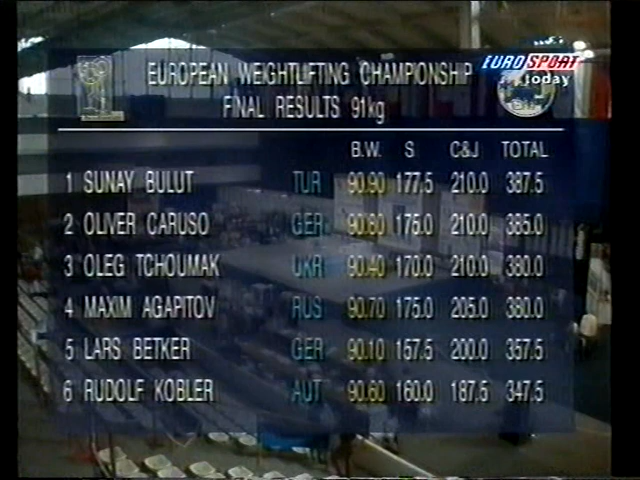 EUROSPORT
today
EUROPEAN WEIGHTLIFTING CHAMPIONSHIP
FINAL RESULTS 91kg
B.W. S C&J TOTAL
1 SUNAY BULUT TUR 90.90 177.5 210.0 387.5
2 OLIVER CARUSO GER 90.80 175.0 210.0 385.0
3 OLEG TCHOUMAK UKR 90.40 170.0 210.0 380.0
4 MAXIM AGAPITOV RUS 90.70 175.0 205.0 380.0
5 LARS BETKER GER 90.10 157.5 200.0 357.5
6 RUDOLF KOBLER AUT 90.60 160.0 187.5 347.5